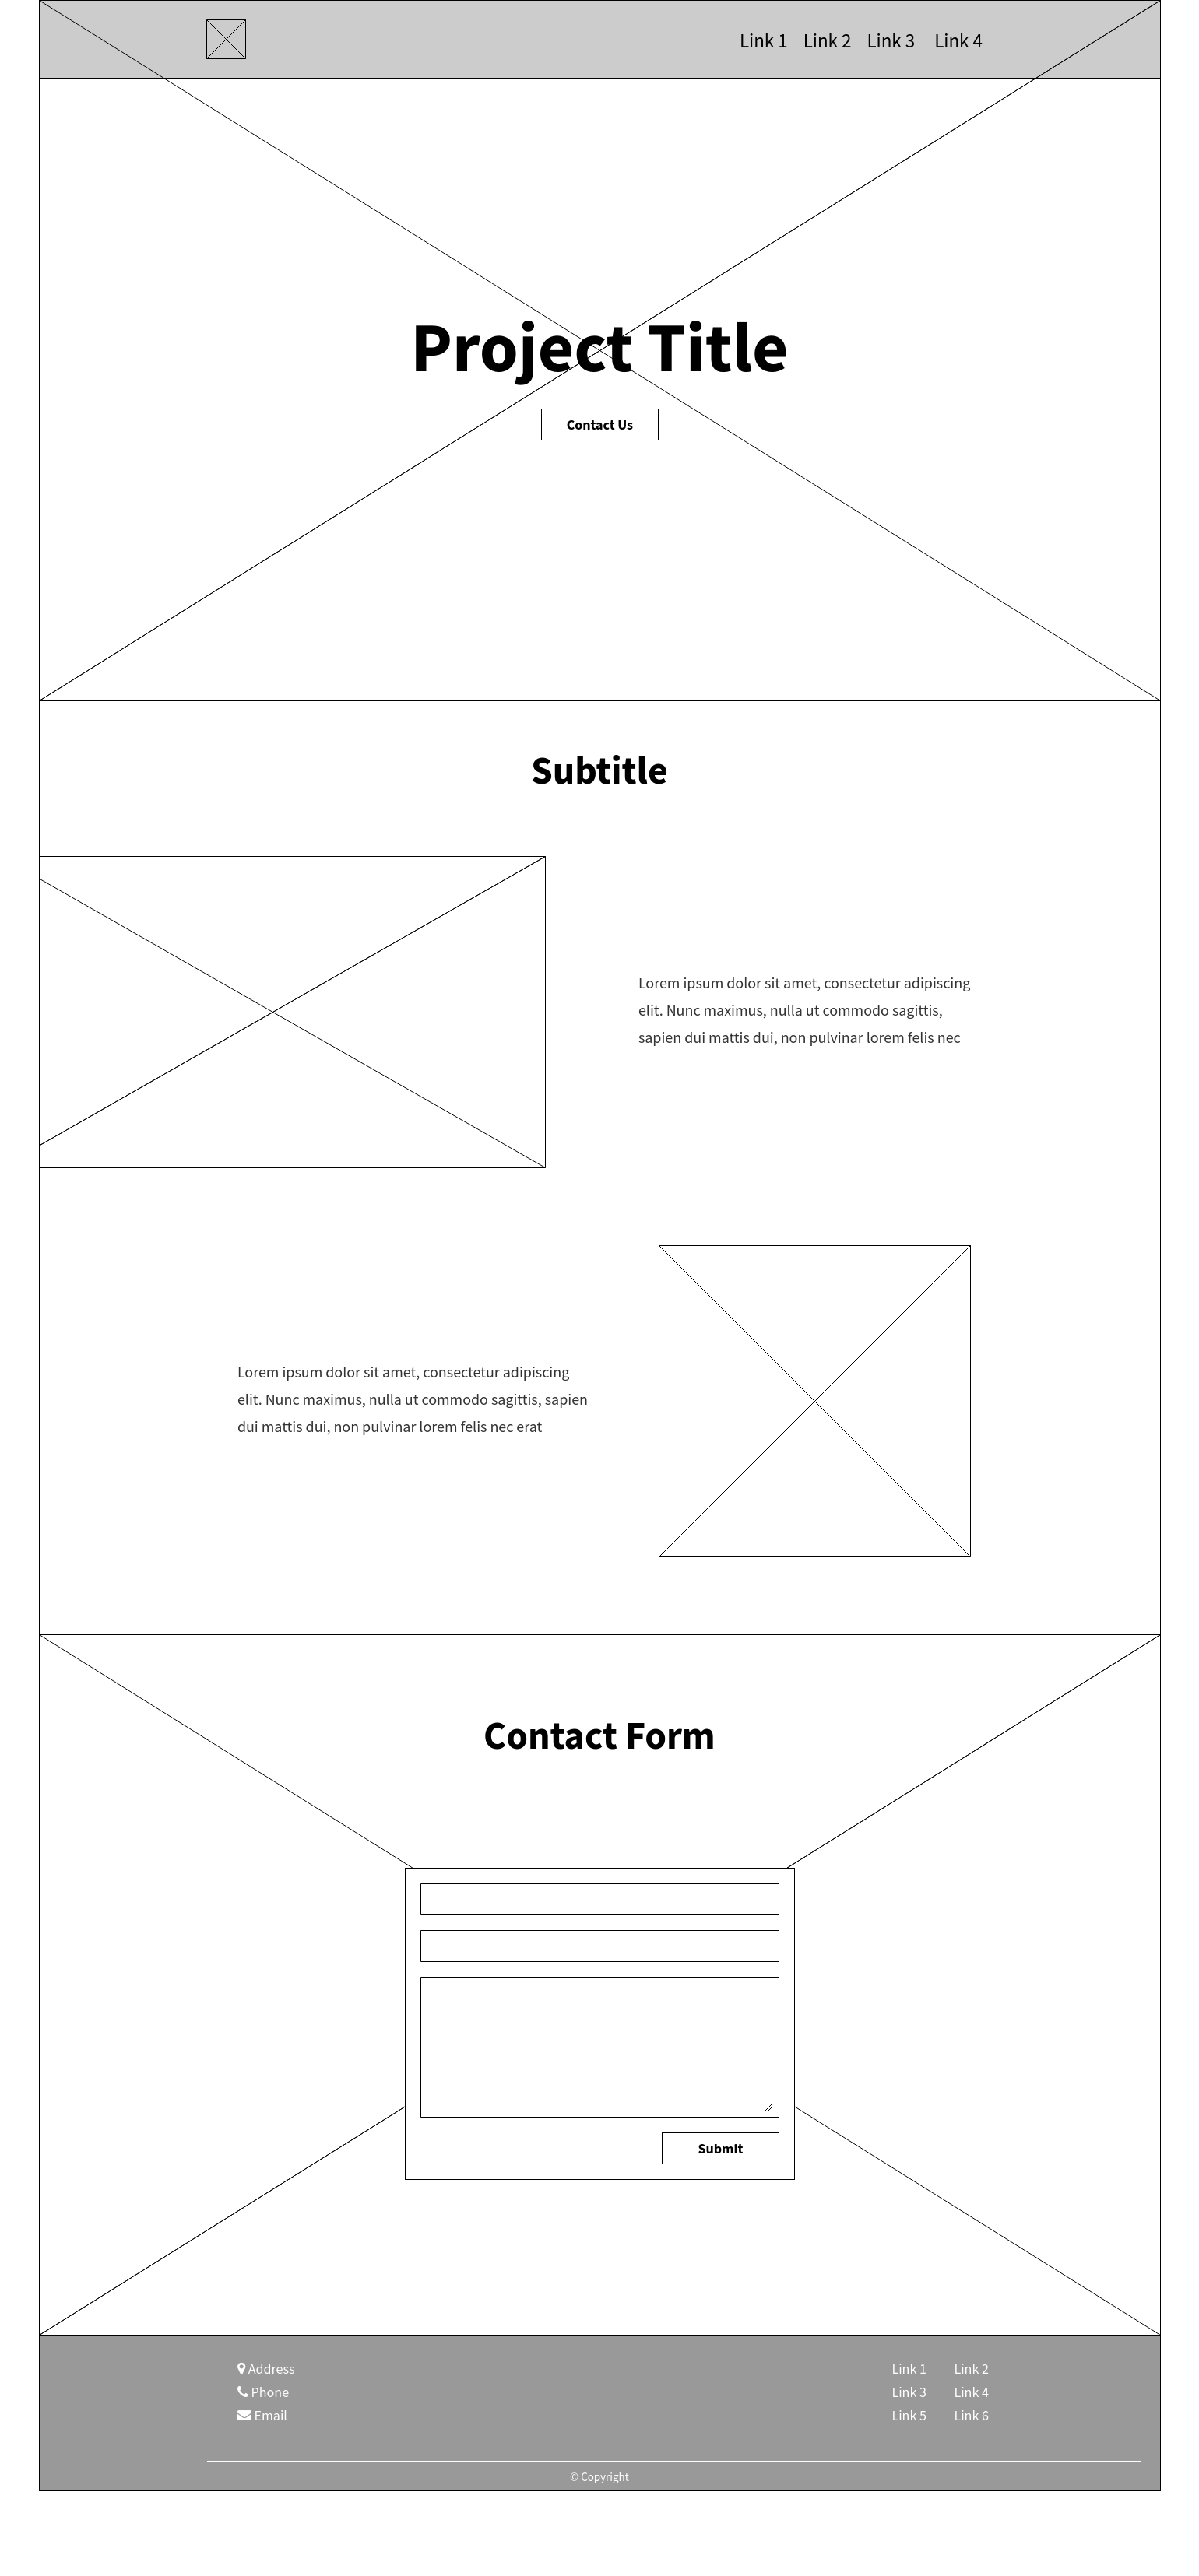 Link 1 Link 2 Link 3 Link 4
Project Title
Contact Us
Subtitle
Lorem ipsum dolor sit amet, consectetur adipiscing
elit. Nunc maximus, nulla ut commodo sagittis,
sapien dui mattis dui, non pulvinar lorem felis nec
Lorem ipsum dolor sit amet, consectetur adipiscing
elit. Nunc maximus, nulla ut commodo sagittis, sapien
dui mattis dui, non pulvinar lorem felis nec erat
Contact Form
Submit
Address
Phone
Email
Link 1 Link 2
Link 3 Link 4
Link 5 Link 6
© Copyright